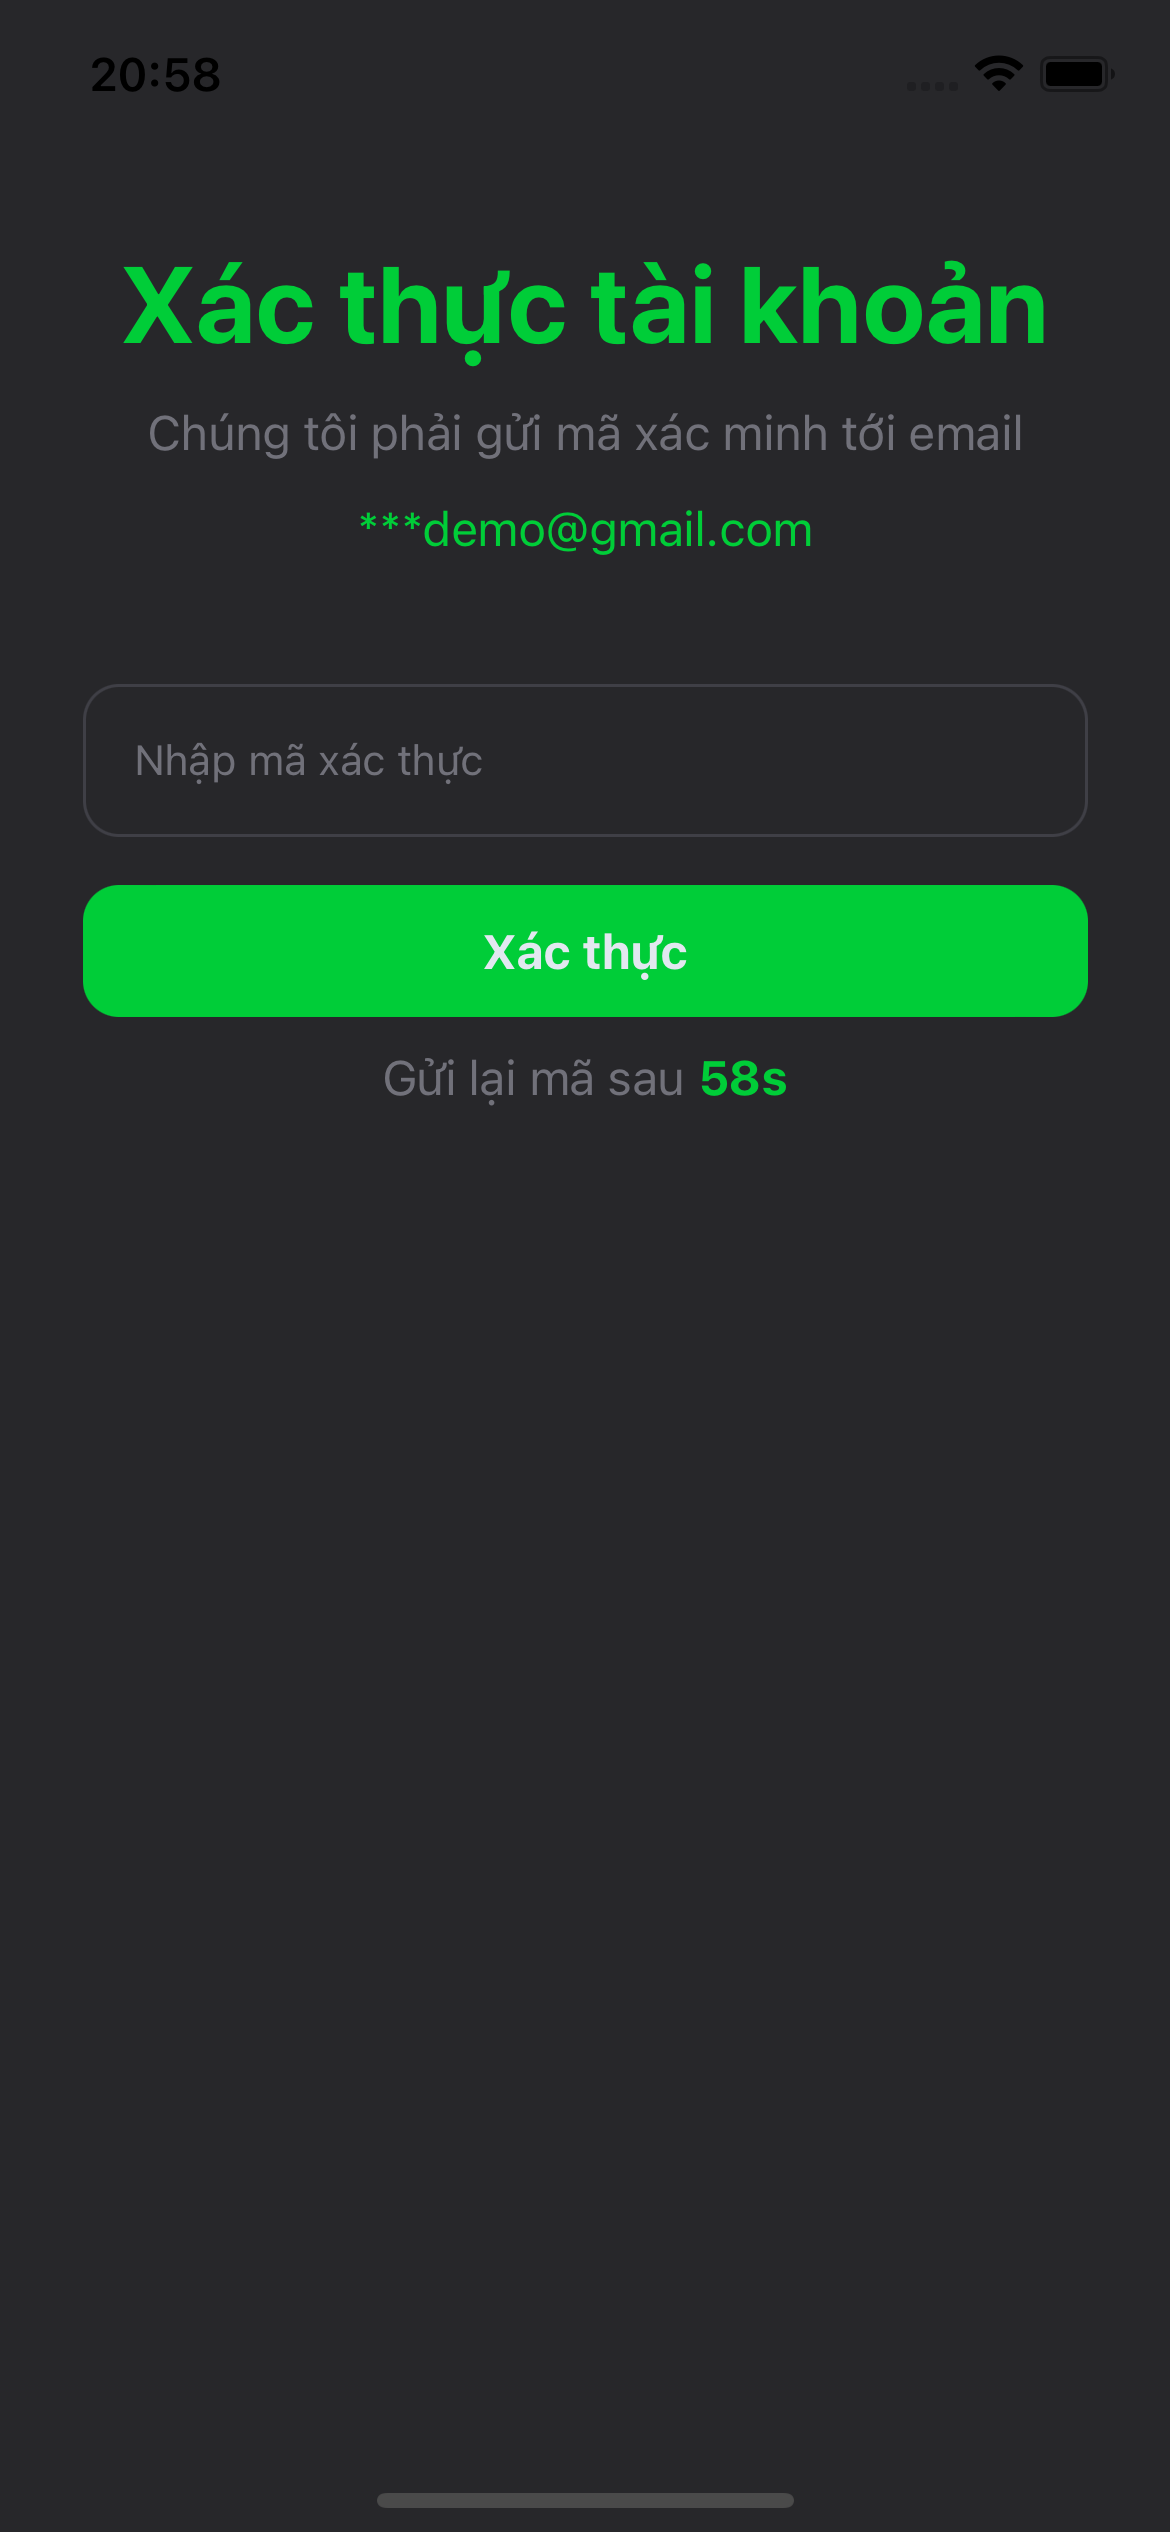 20:58
Xác thực tài khoản
Chúng tôi phải gửi mã xác minh tới email
***demo@gmail.com
Nhập mã xác thực
Xác thực
Gửi lại mã sau 58s